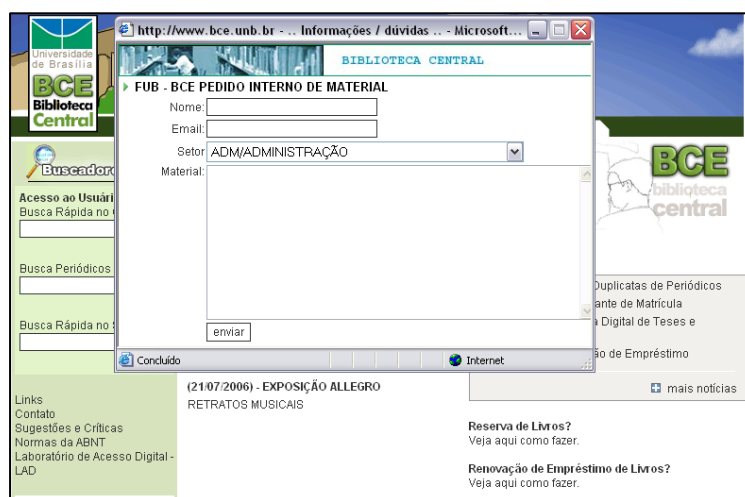 http://www.bce.unb.br - .. Informações / dúvidas .. - Microsoft...
BIBLIOTECA CENTRAL
FUB - BCE PEDIDO INTERNO DE MATERIAL
Nome:
Email:
Setor ADM/ADMINISTRAÇÃO
Material:
enviar
Concluído
Internet
Universidade
de Brasília
BCE
Biblioteca
Central
Buscador
Acesso ao Usuári
Busca Rápida no
Busca Periódicos
Busca Rápida no
Links
Contato
Sugestões e Críticas
Normas da ABNT
Laboratório de Acesso Digital -
LAD
(21/07/2006) - EXPOSIÇÃO ALLEGRO
RETRATOS MUSICAIS
BCE
biblioteca
central
Duplicatas de Periódicos
ante de Matrícula
a Digital de Teses e
ão de Empréstimo
mais notícias
Reserva de Livros?
Veja aqui como fazer.
Renovação de Empréstimo de Livros?
Veja aqui como fazer.